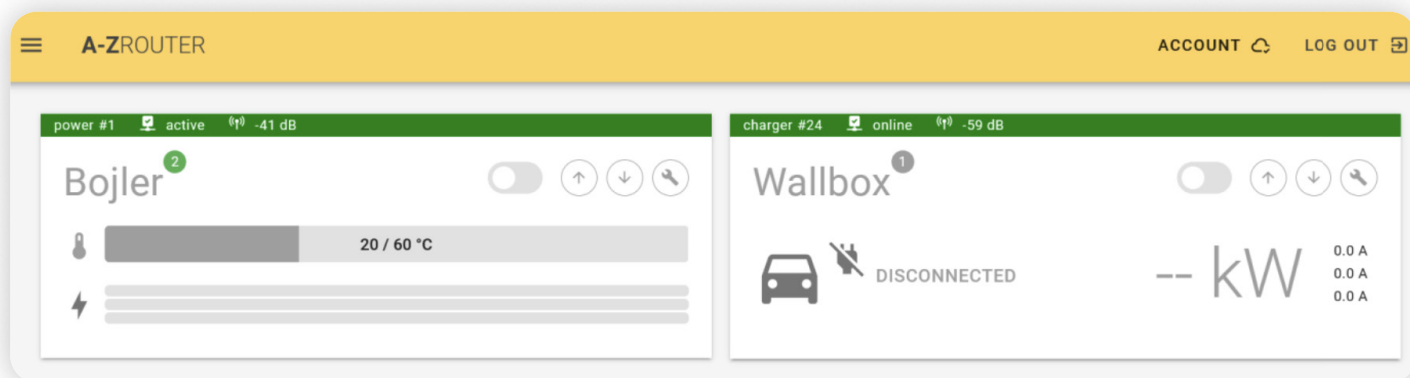 A-ZROUTER
ACCOUNT
LOG OUT
power #1 active -41 dB
Bojler 2
20 / 60 °C
charger #24 online -59 dB
Wallbox 1
DISCONNECTED
-- kW
0.0 A
0.0 A
0.0 A